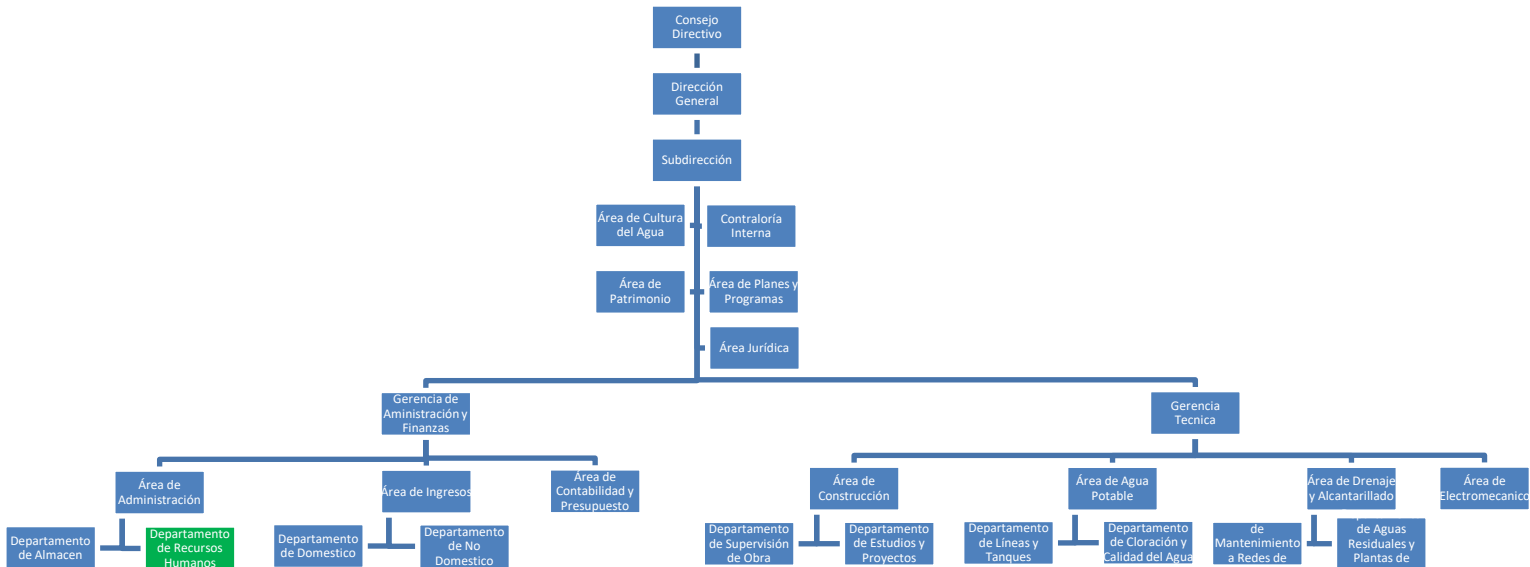 Consejo
Directivo
Dirección
General
Subdirección
Área de Cultura
del Agua
Contraloría
Interna
Área de
Patrimonio
Área de Planes y
Programas
Área Jurídica
Gerencia de
Aministración y
Finanzas
Gerencia
Tecnica
Área de
Administración
Área de Ingresos
Área de
Contabilidad y
Presupuesto
Área de
Construcción
Área de Agua
Potable
Área de Drenaje
y Alcantarillado
Área de
Electromecanico
Departamento
de Almacen
Departamento
de Recursos
Humanos
Departamento
de Domestico
Departamento
de No
Domestico
Departamento
de Supervisión
de Obra
Departamento
de Estudios y
Proyectos
Departamento
de Líneas y
Tanques
Departamento
de Cloración y
Calidad del Agua
de
Mantenimiento
a Redes de
de Aguas
Residuales y
Plantas de